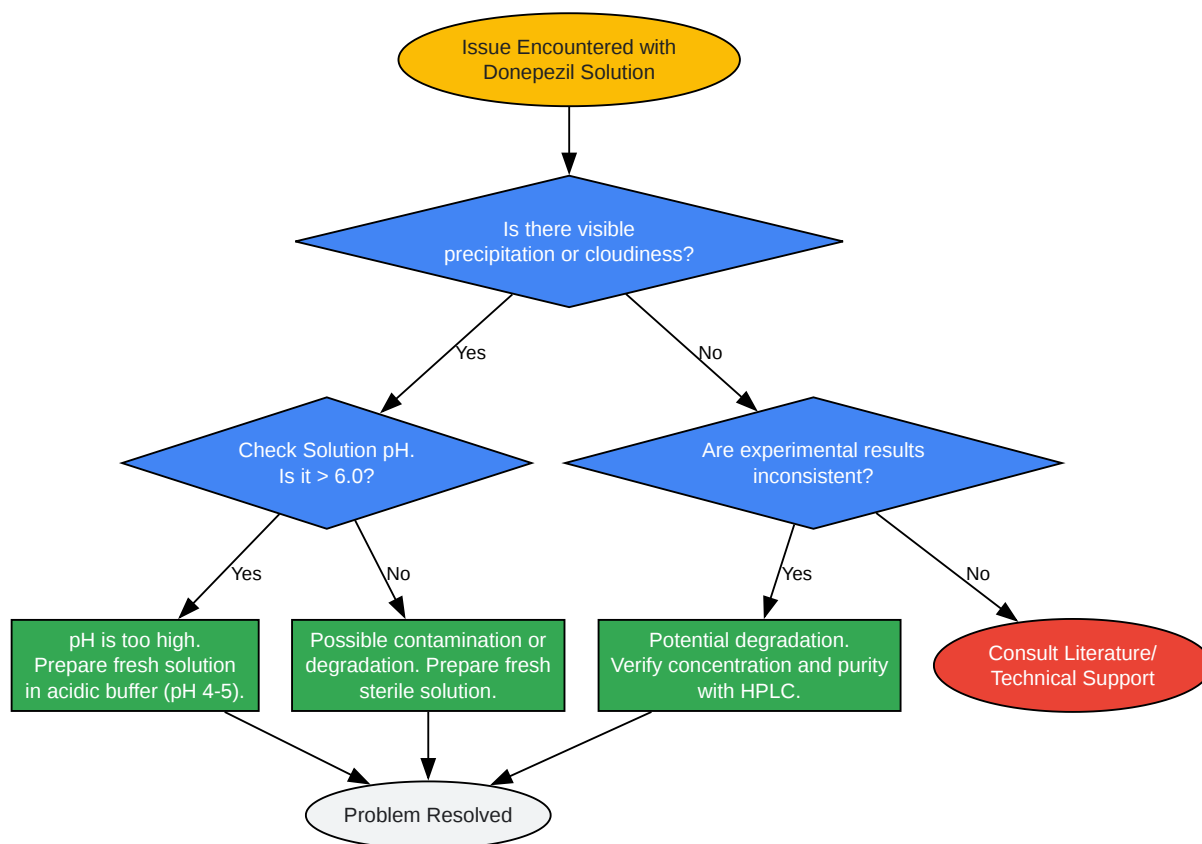 Issue Encountered with
Donepezil Solution
Is there visible
precipitation or cloudiness?
Yes
No
Check Solution pH.
Is it > 6.0?
Are experimental results
inconsistent?
Yes
No
Yes
No
pH is too high.
Prepare fresh solution
in acidic buffer (pH 4-5).
Possible contamination or
degradation. Prepare fresh
sterile solution.
Potential degradation.
Verify concentration and purity
with HPLC.
Consult Literature/
Technical Support
Problem Resolved